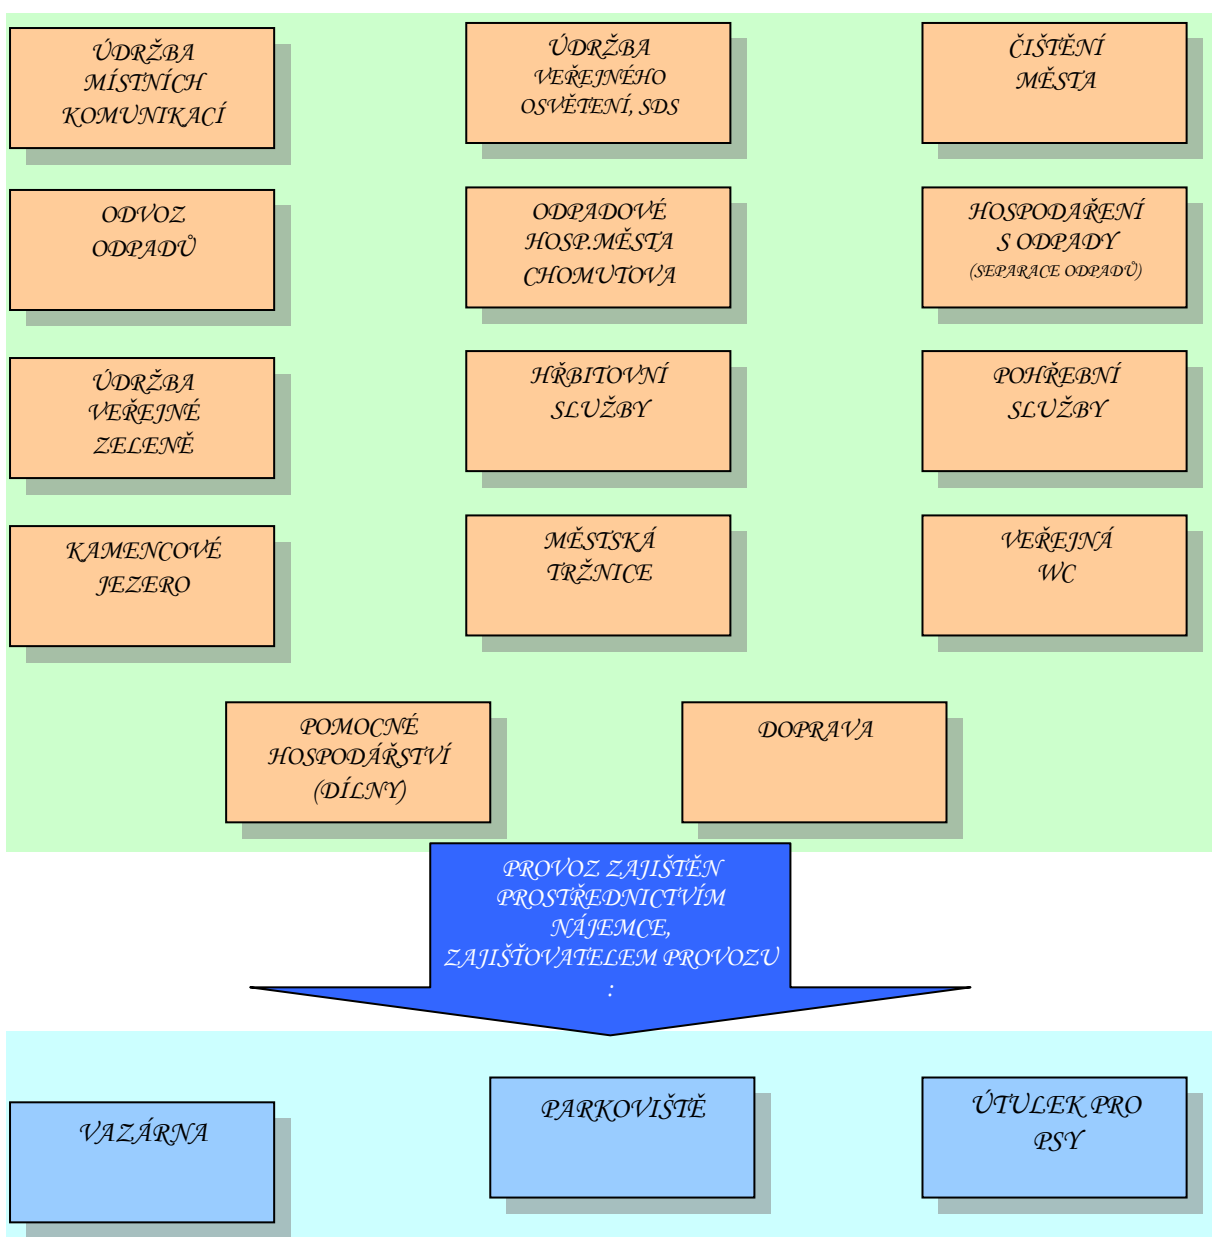 ÚDRŽBA
MÍSTNÍCH
KOMUNIKACÍ
ÚDRŽBA
VEŘEJNÉHO
OSVĚTENÍ, SDS
ČIŠTĚNÍ
MĚSTA
ODVOZ
ODPADŮ
ODPADOVÉ
HOSP.MĚSTA
CHOMUTOVA
HOSPODAŘENÍ
S ODPADY
(SEPARACE ODPADŮ)
ÚDRŽBA
VEŘEJNÉ
ZELENĚ
HŘBITOVNÍ
SLUŽBY
POHŘEBNÍ
SLUŽBY
KAMENCOVÉ
JEZERO
MĚSTSKÁ
TRŽNICE
VEŘEJNÁ
WC
POMOCNÉ
HOSPODÁŘSTVÍ
(DÍLNY)
DOPRAVA
PROVOZ ZAJIŠTĚN
PROSTŘEDNICTVÍM
NÁJEMCE,
ZAJIŠŤOVATELEM PROVOZU
:
VAZÁRNA
PARKOVIŠTĚ
ÚTULEK PRO
PSY